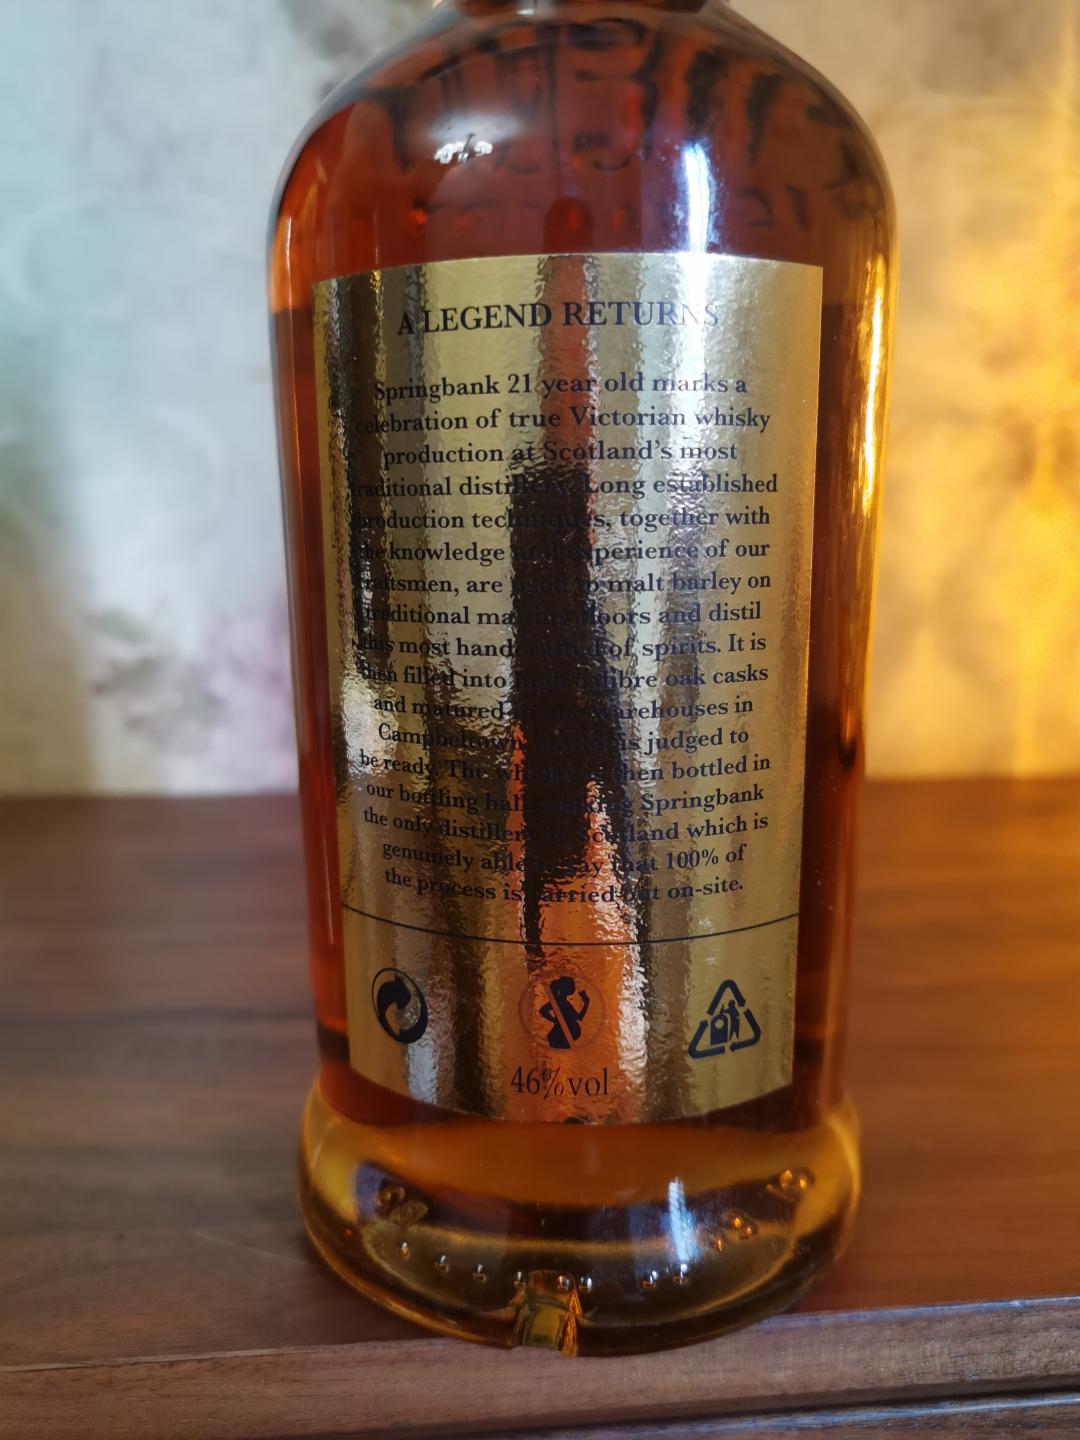 A LEGEND RETURNS
Springbank 21 year old marks a
celebration of true Victorian whisky
production at Scotland's most
traditional distillery. Long established
production techniques, together with
the knowledge and experience of our
craftsmen, are used to malt barley on
traditional malting floors and distil
this most handcrafted of spirits. It is
then filled into high calibre oak casks
and matured in our warehouses in
Campbeltown until it is judged to
be ready. The whisky is then bottled in
our bottling hall, making Springbank
the only distillery in Scotland which is
genuinely able to say that 100% of
the process is carried out on-site.
46%vol